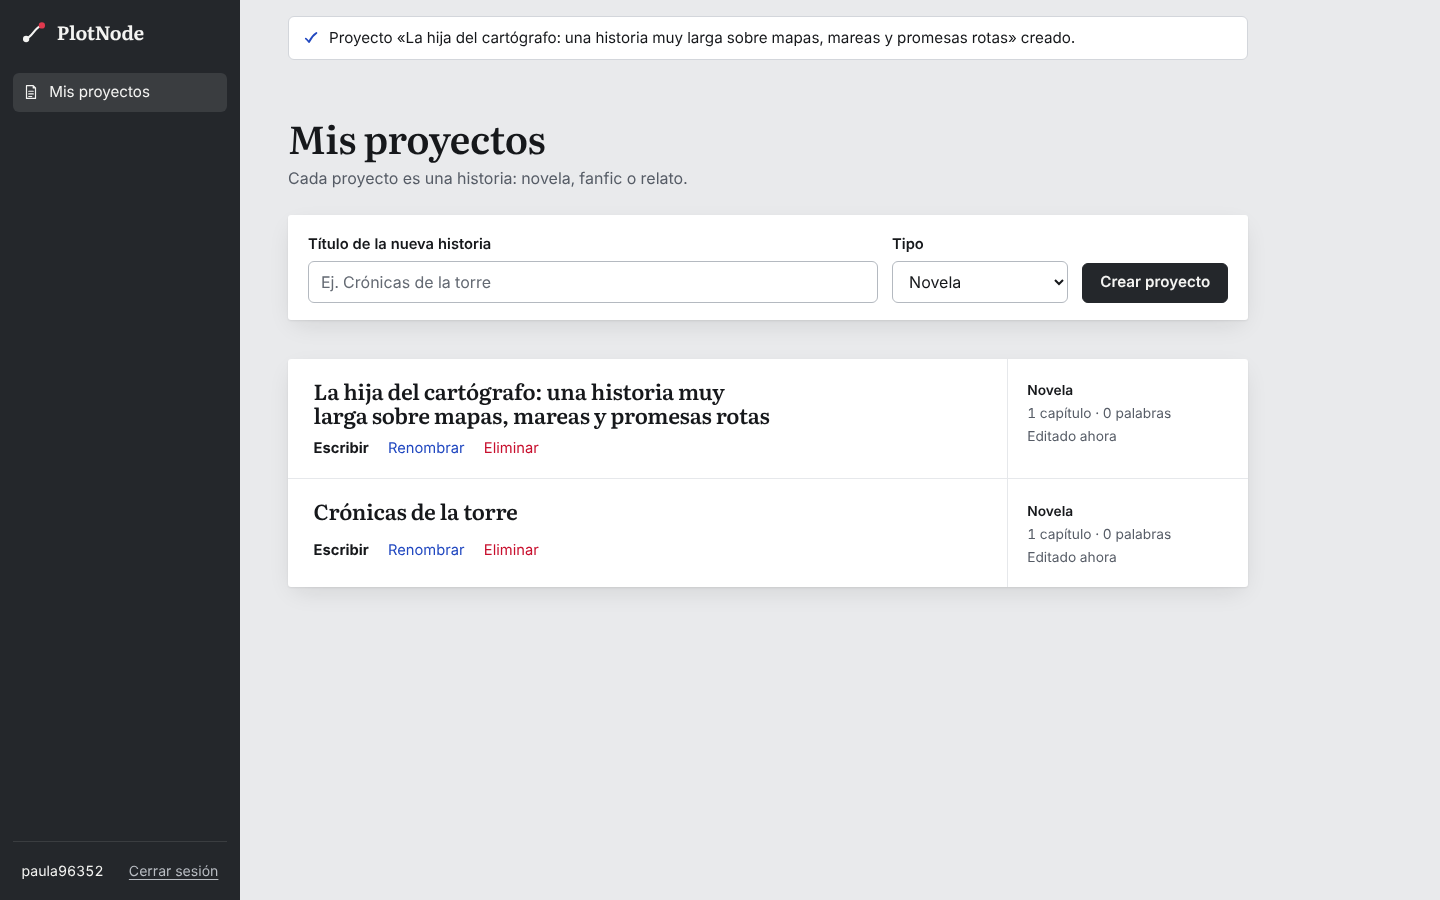 PlotNode
Mis proyectos
Proyecto «La hija del cartógrafo: una historia muy larga sobre mapas, mareas y promesas rotas» creado.
Mis proyectos
Cada proyecto es una historia: novela, fanfic o relato.
Título de la nueva historia
Tipo
Ej. Crónicas de la torre
Novela
Crear proyecto
La hija del cartógrafo: una historia muy
larga sobre mapas, mareas y promesas rotas
Escribir Renombrar Eliminar
Novela
1 capítulo · 0 palabras
Editado ahora
Crónicas de la torre
Escribir Renombrar Eliminar
Novela
1 capítulo · 0 palabras
Editado ahora
paula96352 Cerrar sesión